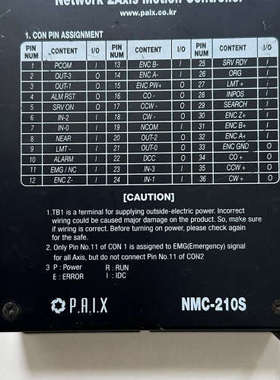 Network 2Axis Motion Controller
www.paix.co.kr
1. CON PIN ASSIGNMENT
PIN NUM CONTENT I/O PIN NUM CONTENT I/O PIN NUM CONTENT I/O
1 PCOM I 13 ENC B- I 25 SRV RDY I
2 OUT-3 O 14 ENC A- I 26 ORG I
3 OUT-1 O 15 ENC PW+ O 27 LMT + I
4 ALM RST O 16 CO - O 28 INPOS I
5 SRV ON O 17 CCW - O 29 SEARCH I
6 IN-2 I 18 CW - O 30 ENC Z+ I
7 IN-0 I 19 NCOM I 31 ENC B+ I
8 NEAR I 20 OUT-2 O 32 ENC A+ I
9 LMT - I 21 OUT-0 O 33 ENC GND O
10 ALARM I 22 DCC O 34 CO + O
11 EMG / NC I 23 IN-3 I 35 CCW + O
12 ENC Z- I 24 IN-1 I 36 CW + O
[CAUTION]
1.TB1 is a terminal for supplying outside-electric power. Incorrect
wiring could be caused major damage on the product. So, make sure
if wiring is correct. Before turning on power, please check again
for the safe.
2. Only Pin No.11 of CON 1 is assigned to EMG(Emergency) signal
for all Axis, but do not connect Pin No.11 of CON2
3 P : Power R : RUN
E : ERROR I : IDC
P.A.I.X NMC-210S